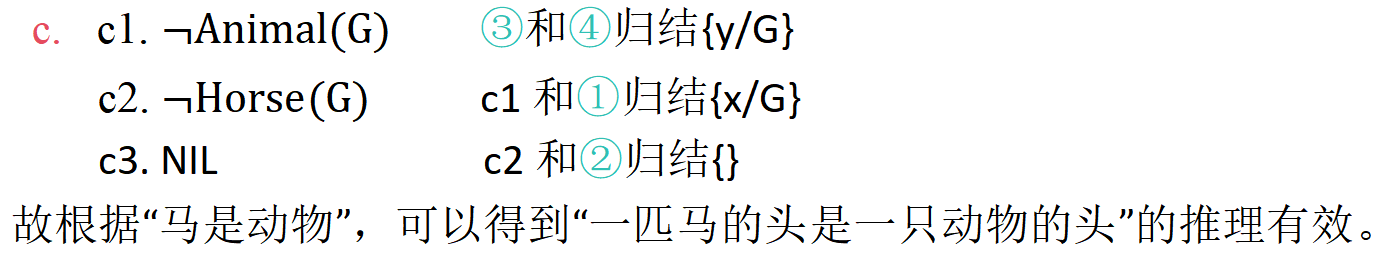 c. c1. ¬Animal(G) ③和④归结{y/G}
c2. ¬Horse(G) c1 和①归结{x/G}
c3. NIL c2 和②归结{}
故根据“马是动物”，可以得到“一匹马的头是一只动物的头”的推理有效。